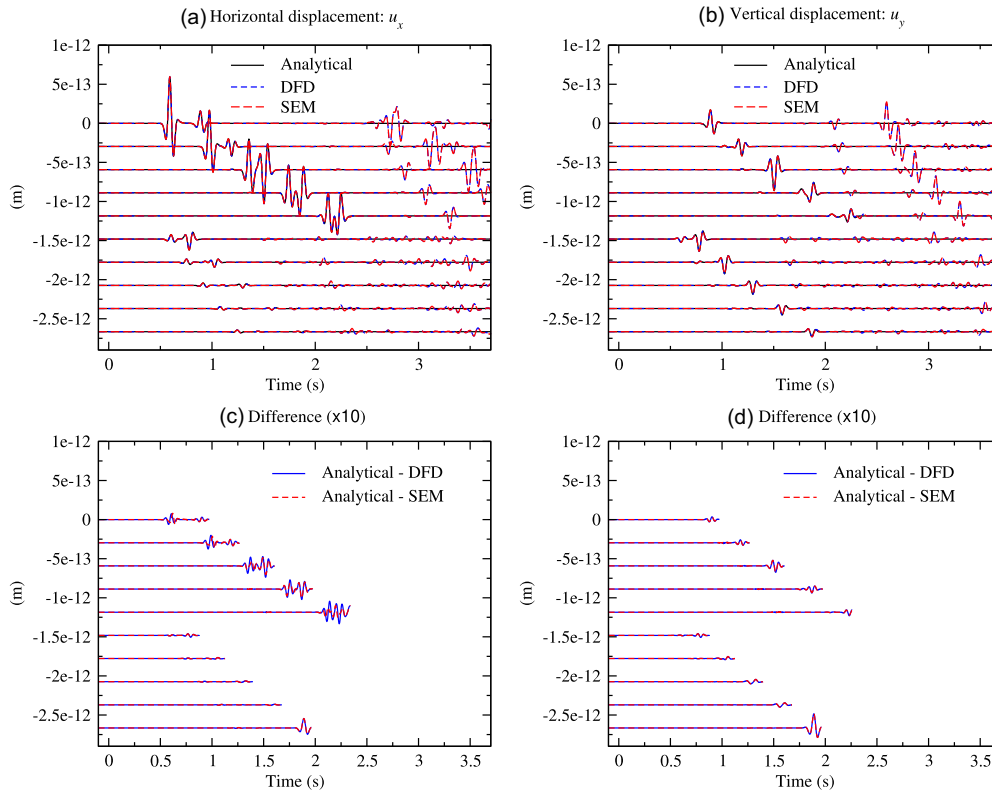 (a) Horizontal displacement: u_x
1e-12
5e-13
0
-5e-13
-1e-12
-1.5e-12
-2e-12
-2.5e-12
(m)
Analytical
DFD
SEM
0 1 2 3
Time (s)
(b) Vertical displacement: u_y
1e-12
5e-13
0
-5e-13
-1e-12
-1.5e-12
-2e-12
-2.5e-12
(m)
Analytical
DFD
SEM
0 1 2 3
Time (s)
(c) Difference (x10)
1e-12
5e-13
0
-5e-13
-1e-12
-1.5e-12
-2e-12
-2.5e-12
(m)
Analytical - DFD
Analytical - SEM
0 0.5 1 1.5 2 2.5 3 3.5
Time (s)
(d) Difference (x10)
1e-12
5e-13
0
-5e-13
-1e-12
-1.5e-12
-2e-12
-2.5e-12
(m)
Analytical - DFD
Analytical - SEM
0 0.5 1 1.5 2 2.5 3 3.5
Time (s)